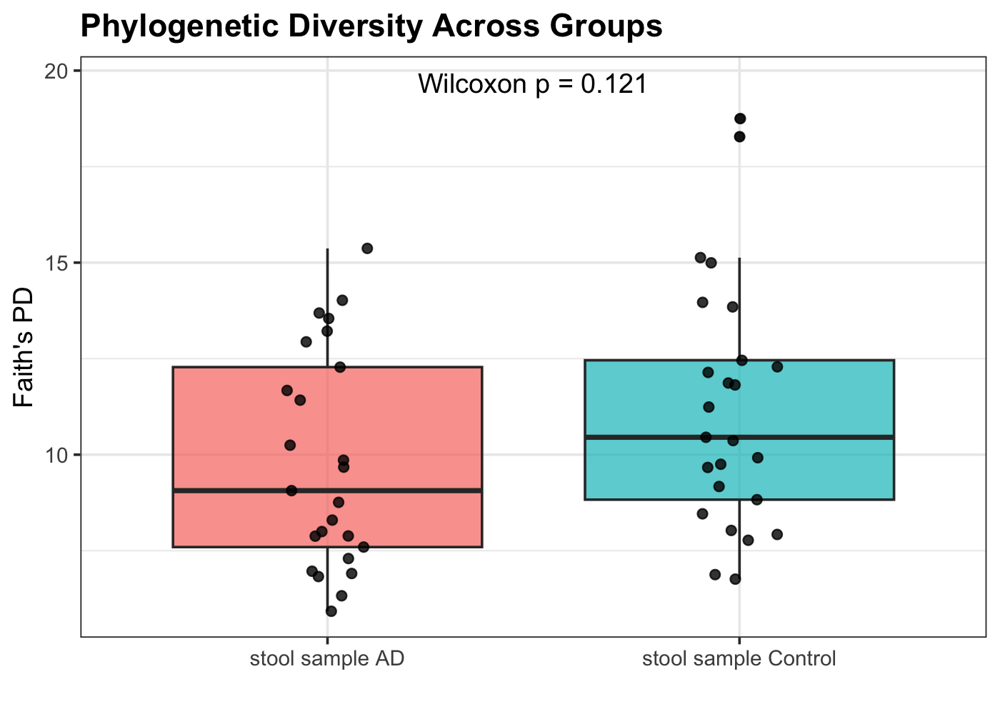 Phylogenetic Diversity Across Groups
20
Wilcoxon p = 0.121
15
Faith's PD
10
stool sample AD
stool sample Control